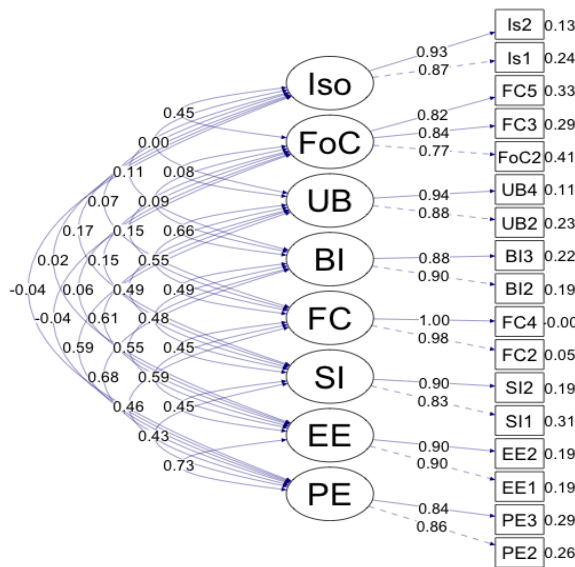 Is2 0.13
0.93
Is1 0.24
0.87
Iso
FC5 0.33
0.45
0.82
FC3 0.29
0.84
FoC
0.00
FoC2 0.41
0.77
0.11
0.08
UB4 0.11
0.94
UB
0.07
0.09
UB2 0.23
0.88
0.17
0.15
0.66
BI3 0.22
0.88
BI
0.02
0.15
0.55
BI2 0.19
0.90
-0.04
0.06
0.49
0.49
FC4 -0.00
1.00
FC
-0.04
0.61
0.48
FC2 0.05
0.98
0.59
0.55
0.45
SI2 0.19
0.90
SI
0.68
0.59
SI1 0.31
0.83
0.46
0.45
EE2 0.19
0.90
EE
0.43
EE1 0.19
0.90
0.73
PE3 0.29
0.84
PE
PE2 0.26
0.86